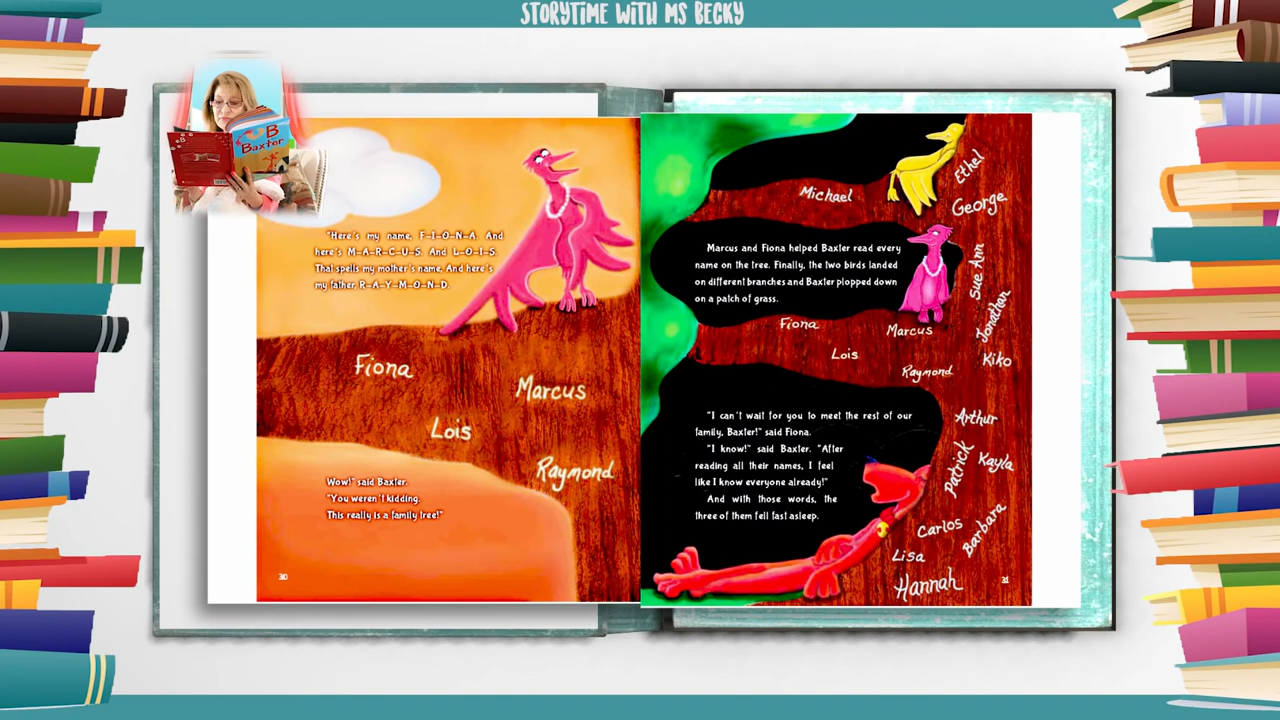 STORYTIME WITH MS BECKY
B
Baxter
"Here's my name, F-I-O-N-A. And
here's M-A-R-C-U-S. And L-O-I-S.
That spells my mother's name. And here's
my father, R-A-Y-M-O-N-D.
Fiona
Marcus
Lois
Raymond
Wow!" said Baxter.
"You weren't kidding.
This really is a family tree!"
30
Michael
Ethel
George
Marcus and Fiona helped Baxter read every
name on the tree. Finally, the two birds landed
on different branches and Baxter plopped down
on a patch of grass.
Sue Ann
Jonathan
Fiona
Marcus
Lois
Raymond
Kiko
"I can't wait for you to meet the rest of our
family, Baxter!" said Fiona.
"I know!" said Baxter. "After
reading all their names, I feel
like I know everyone already!"
And with those words, the
three of them fell fast asleep.
Arthur
Patrick
Kayla
Carlos
Barbara
Lisa
Hannah
31